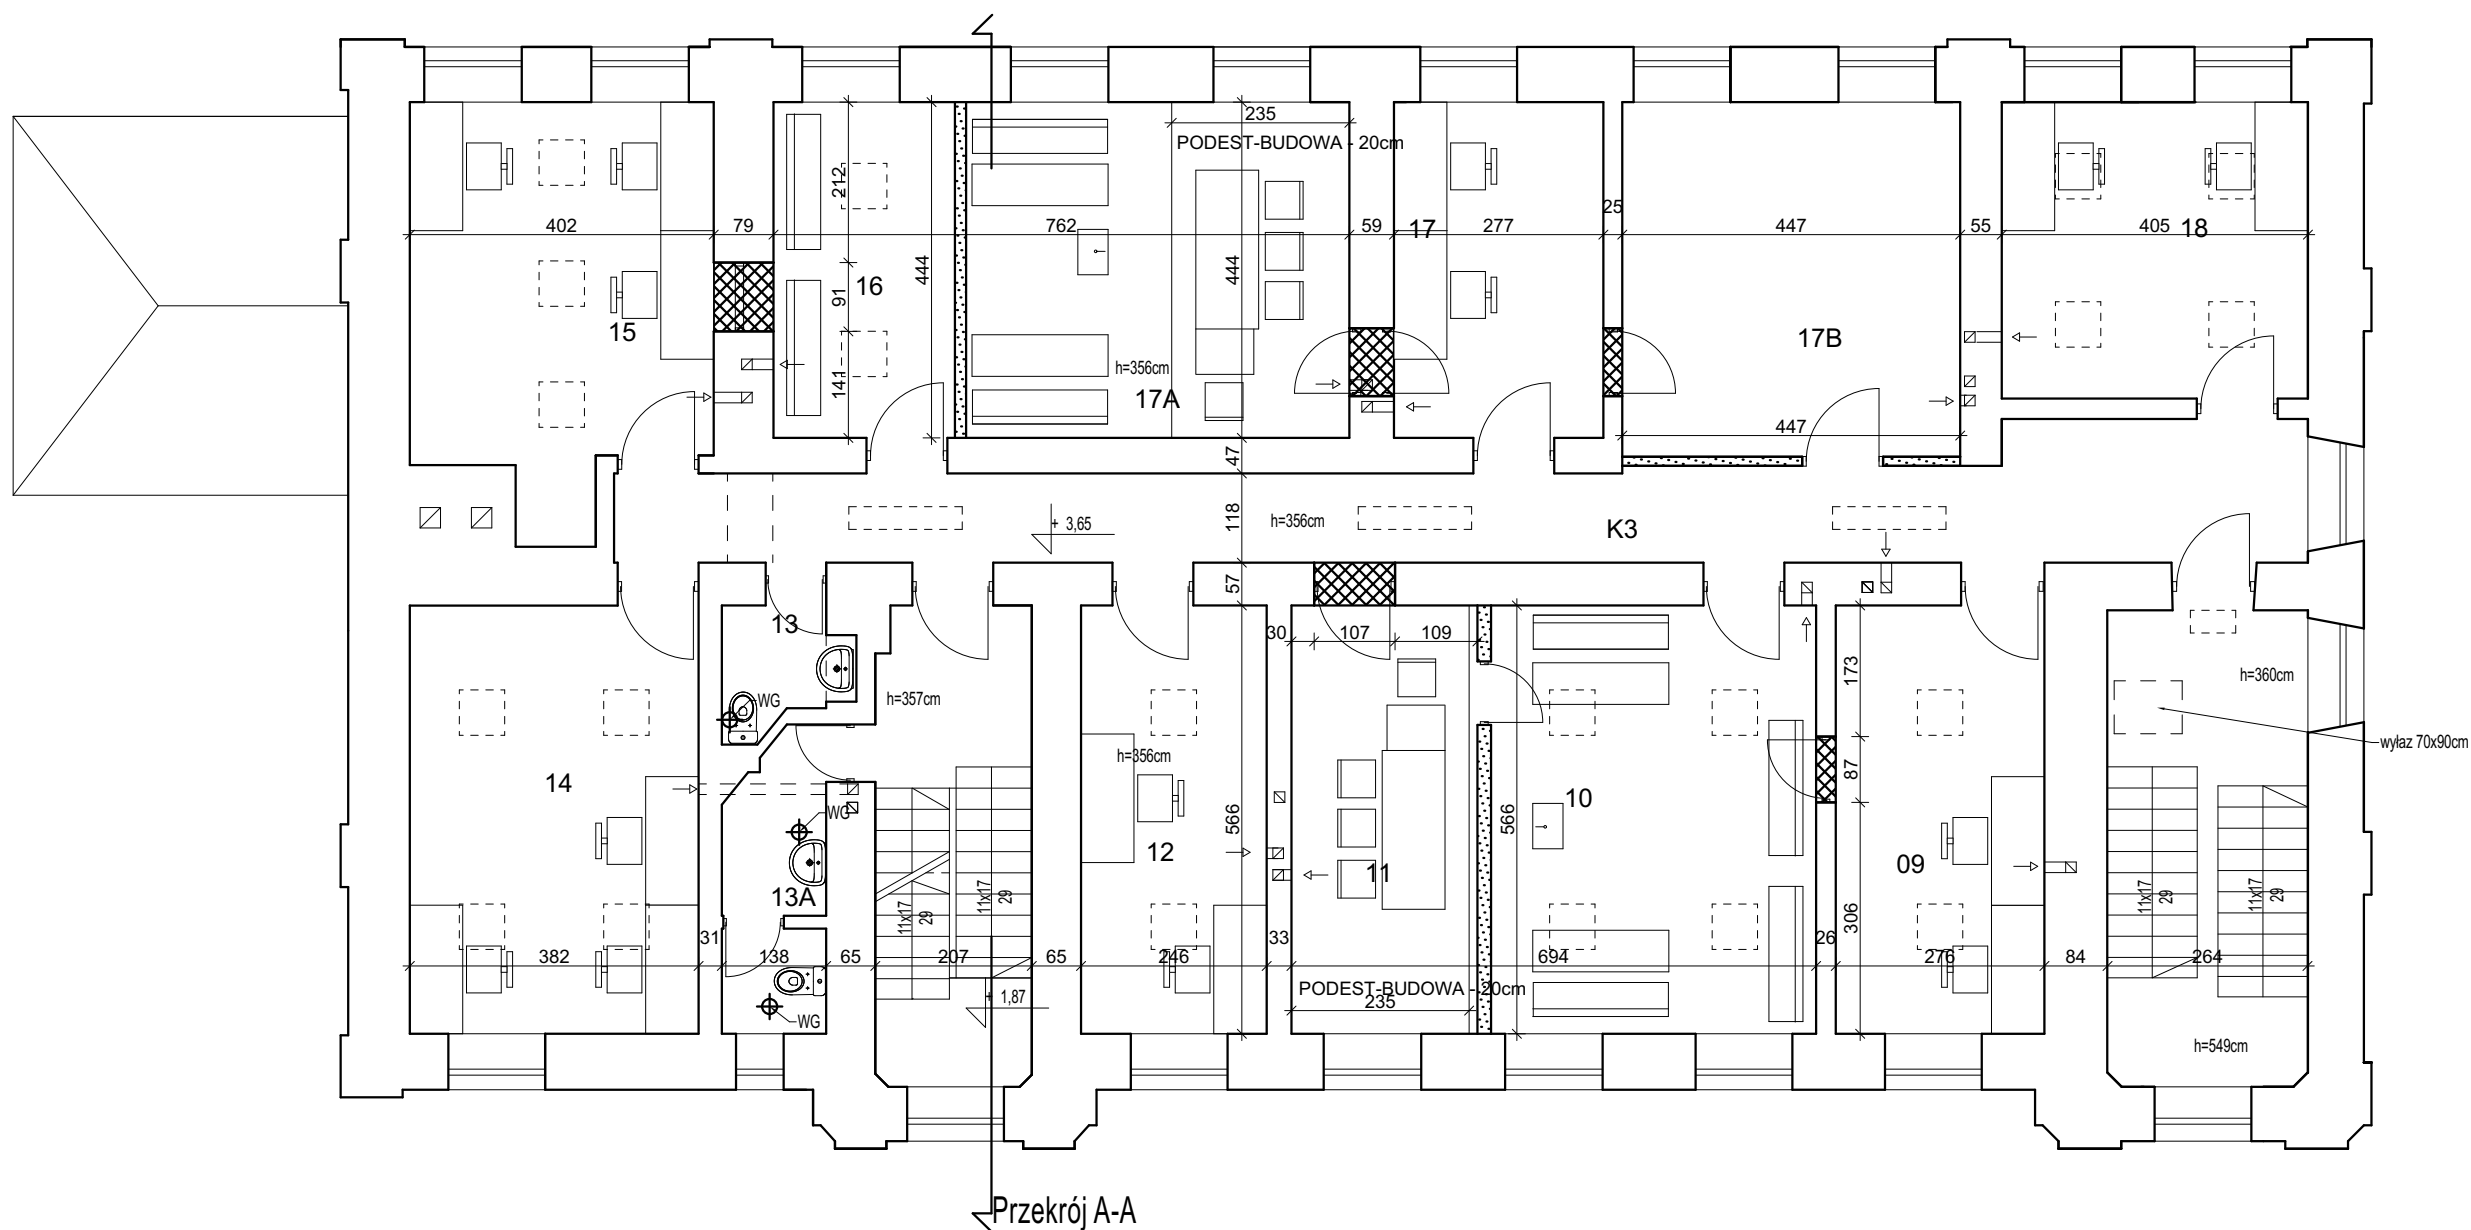 235
PODEST-BUDOWA - 20cm
212
402
79
762
59
17
277
25
447
55
405
18
444
444
91
16
15
17B
141
h=356cm
17A
447
47
118
+ 3,65
h=356cm
K3
57
13
30
107
109
173
h=357cm
h=360cm
WG
wyłaz 70x90cm
h=356cm
14
87
10
566
566
WG
12
11
09
13A
11x17
29
11x17
29
11x17
29
11x17
29
306
31
33
26
382
138
65
207
65
246
694
276
84
264
PODEST-BUDOWA - 20cm
+ 1,87
235
WG
h=549cm
Przekrój A-A